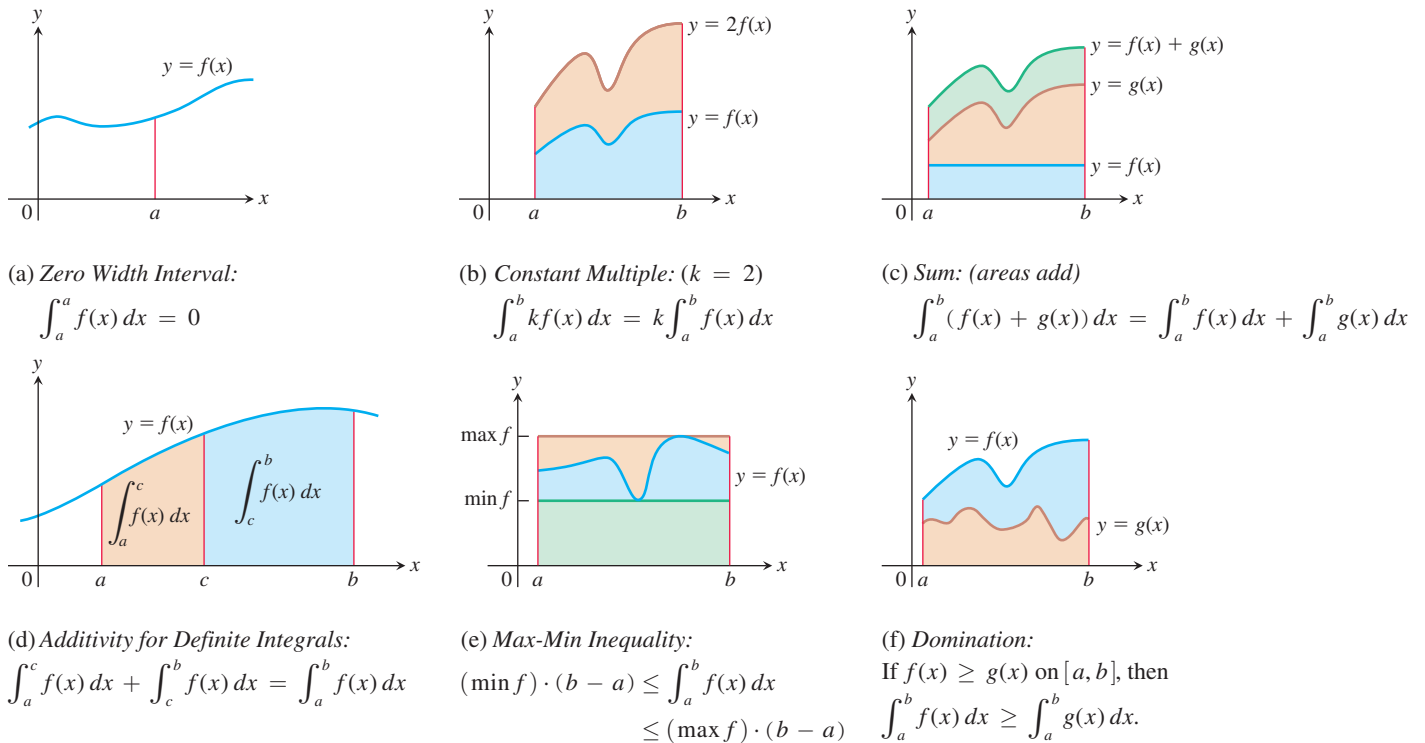 y
y = f(x)
0
a
x
(a) Zero Width Interval:
∫_a^a f(x) dx = 0
y
y = 2f(x)
y = f(x)
0
a
b
x
(b) Constant Multiple: (k = 2)
∫_a^b kf(x) dx = k∫_a^b f(x) dx
y
y = f(x) + g(x)
y = g(x)
y = f(x)
0
a
b
x
(c) Sum: (areas add)
∫_a^b (f(x) + g(x)) dx = ∫_a^b f(x) dx + ∫_a^b g(x) dx
y
y = f(x)
∫_a^c f(x) dx
∫_c^b f(x) dx
0
a
c
b
x
(d) Additivity for Definite Integrals:
∫_a^c f(x) dx + ∫_c^b f(x) dx = ∫_a^b f(x) dx
y
max f
min f
y = f(x)
0
a
b
x
(e) Max-Min Inequality:
(min f) · (b − a) ≤ ∫_a^b f(x) dx
≤ (max f) · (b − a)
y
y = f(x)
y = g(x)
0
a
b
x
(f) Domination:
If f(x) ≥ g(x) on [a, b], then
∫_a^b f(x) dx ≥ ∫_a^b g(x) dx.